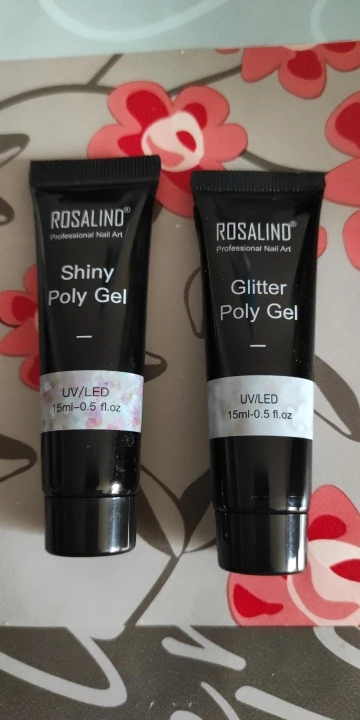 ROSALIND®
Professional Nail Art
Shiny
Poly Gel
UV/LED
15ml-0.5 fl.oz
ROSALIND®
Professional Nail Art
Glitter
Poly Gel
UV/LED
15ml-0.5 fl.oz